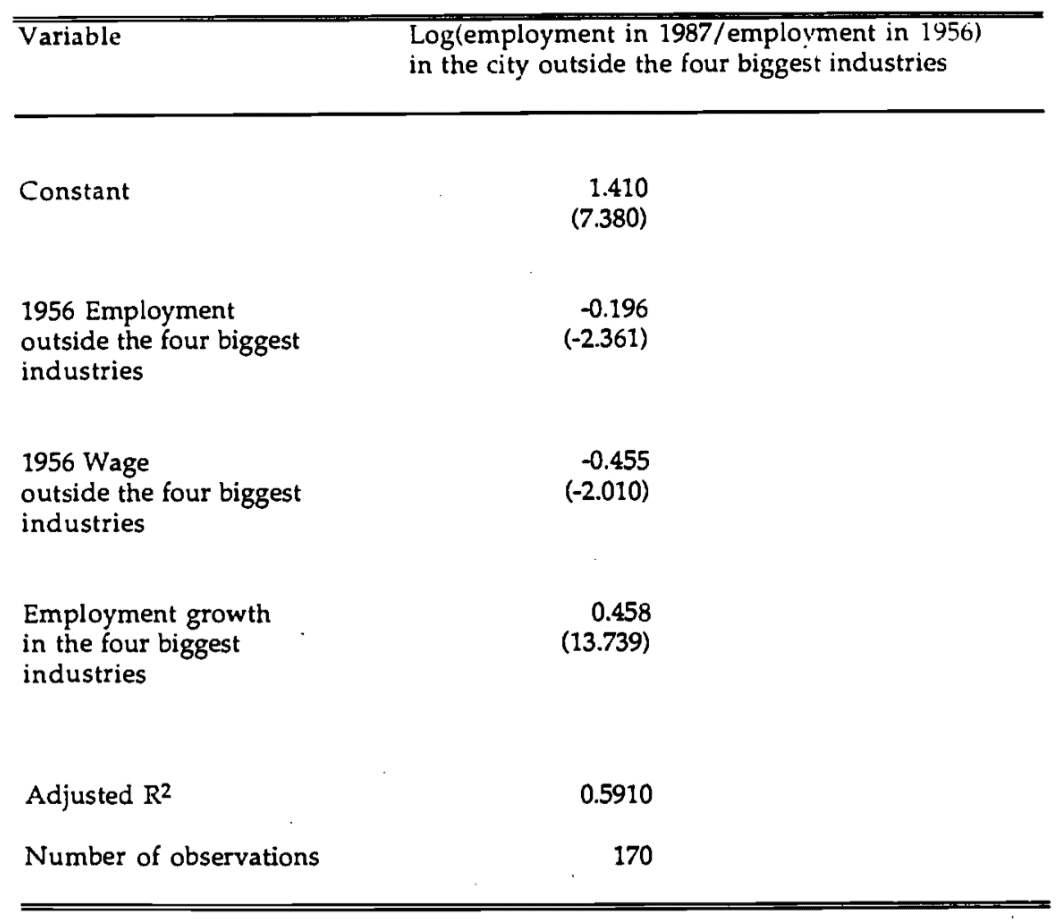 Variable Log(employment in 1987/employment in 1956)
in the city outside the four biggest industries
Constant 1.410
(7.380)
1956 Employment -0.196
outside the four biggest (-2.361)
industries
1956 Wage -0.455
outside the four biggest (-2.010)
industries
Employment growth 0.458
in the four biggest (13.739)
industries
Adjusted R² 0.5910
Number of observations 170